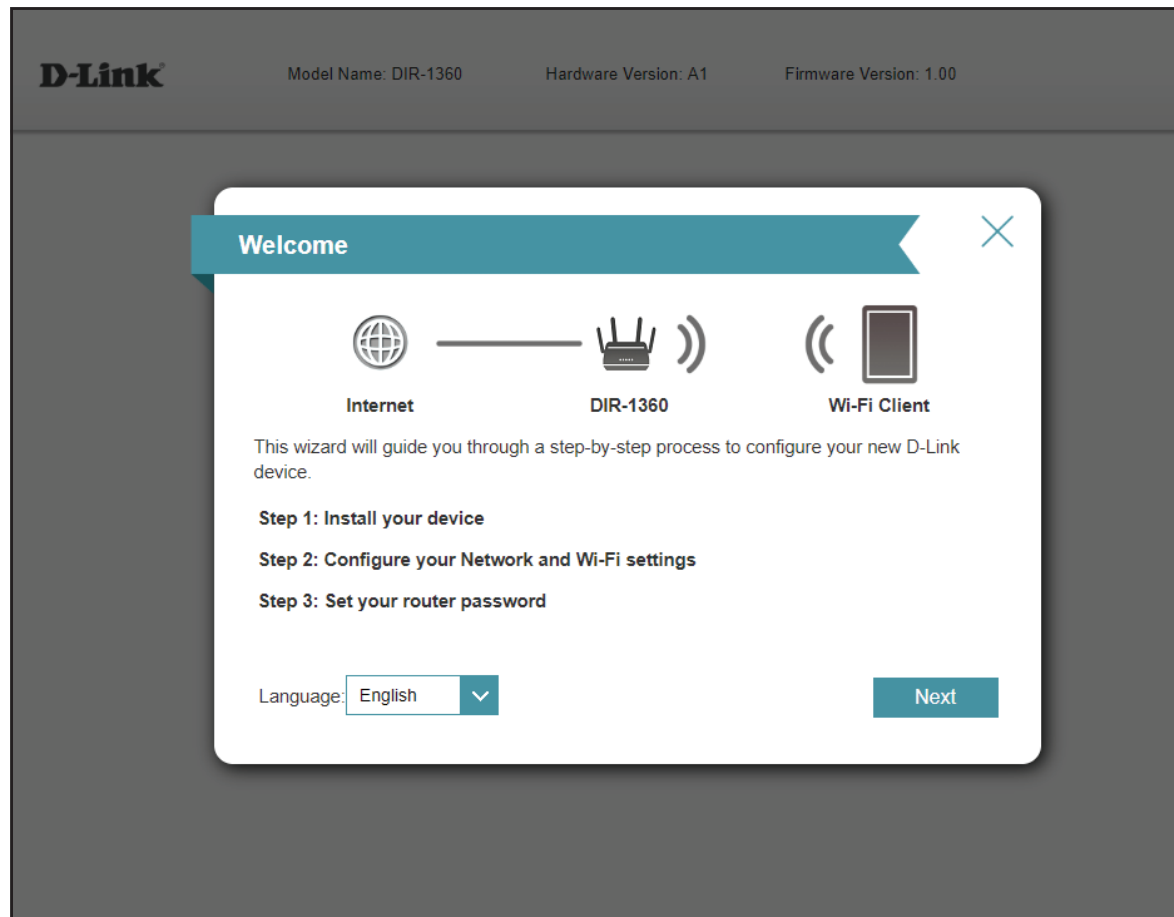 D-Link
Model Name: DIR-1360 Hardware Version: A1 Firmware Version: 1.00
Welcome
Internet DIR-1360 Wi-Fi Client
This wizard will guide you through a step-by-step process to configure your new D-Link
device.
Step 1: Install your device
Step 2: Configure your Network and Wi-Fi settings
Step 3: Set your router password
Language: English
Next